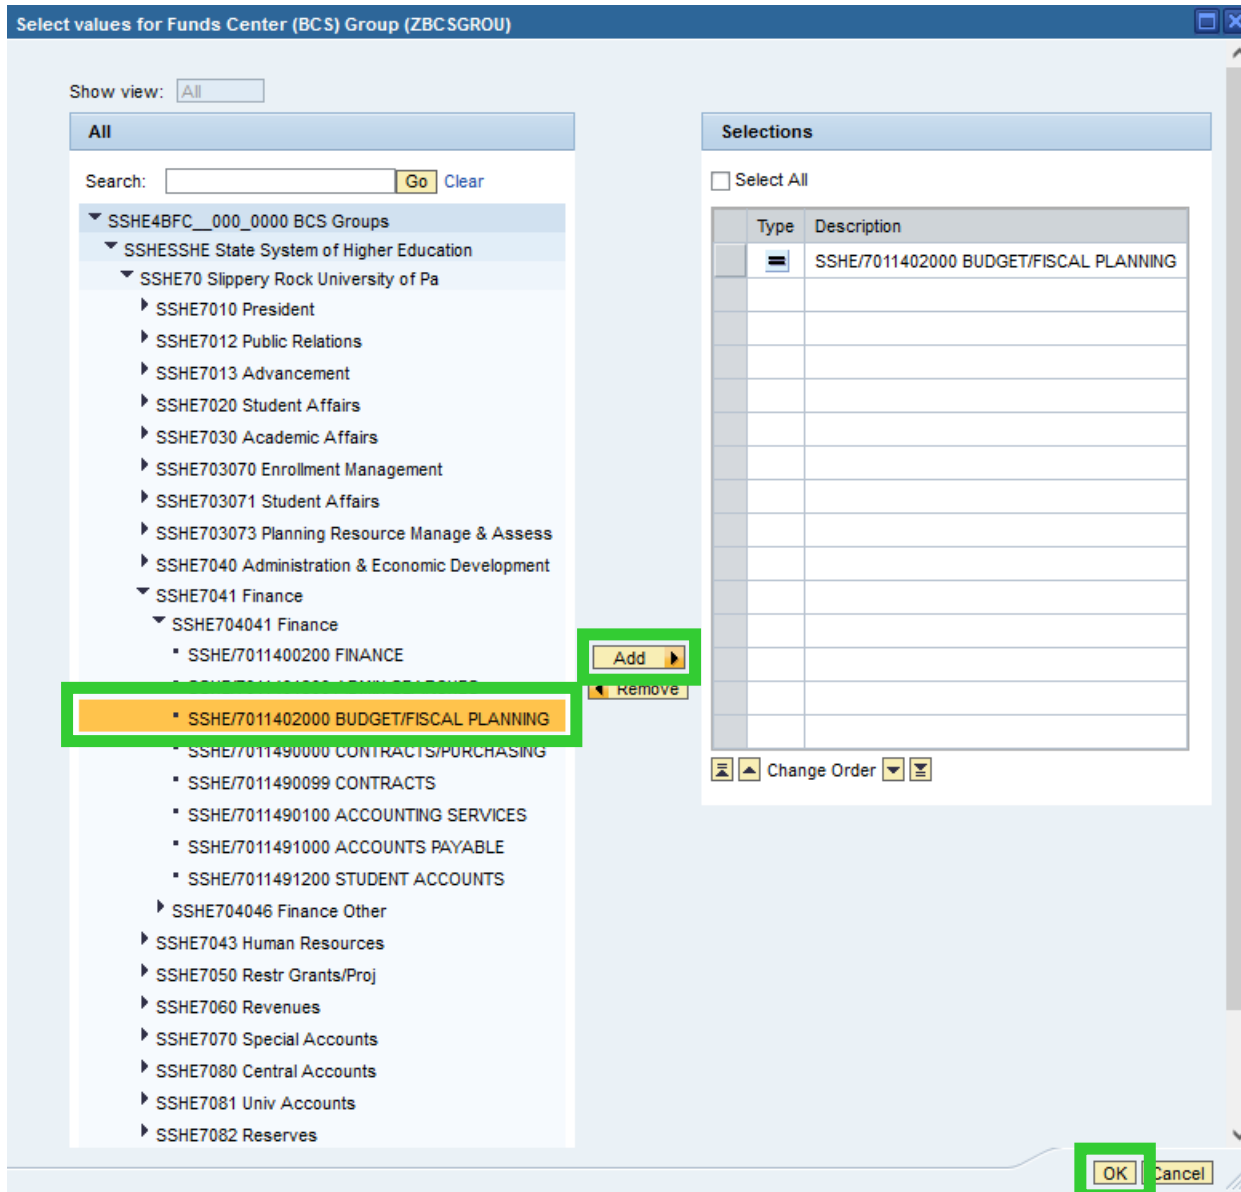 Select values for Funds Center (BCS) Group (ZBCSGROU)
Show view: All
All
Search: Go Clear
SSHE4BFC__000_0000 BCS Groups
SSHESSHE State System of Higher Education
SSHE70 Slippery Rock University of Pa
SSHE7010 President
SSHE7012 Public Relations
SSHE7013 Advancement
SSHE7020 Student Affairs
SSHE7030 Academic Affairs
SSHE703070 Enrollment Management
SSHE703071 Student Affairs
SSHE703073 Planning Resource Manage & Assess
SSHE7040 Administration & Economic Development
SSHE7041 Finance
SSHE704041 Finance
SSHE/7011400200 FINANCE
SSHE/7011402000 BUDGET/FISCAL PLANNING
SSHE/7011490000 CONTRACTS/PURCHASING
SSHE/7011490099 CONTRACTS
SSHE/7011490100 ACCOUNTING SERVICES
SSHE/7011491000 ACCOUNTS PAYABLE
SSHE/7011491200 STUDENT ACCOUNTS
SSHE704046 Finance Other
SSHE7043 Human Resources
SSHE7050 Restr Grants/Proj
SSHE7060 Revenues
SSHE7070 Special Accounts
SSHE7080 Central Accounts
SSHE7081 Univ Accounts
SSHE7082 Reserves
Add
Remove
Selections
Select All
Type Description
SSHE/7011402000 BUDGET/FISCAL PLANNING
Change Order
OK Cancel